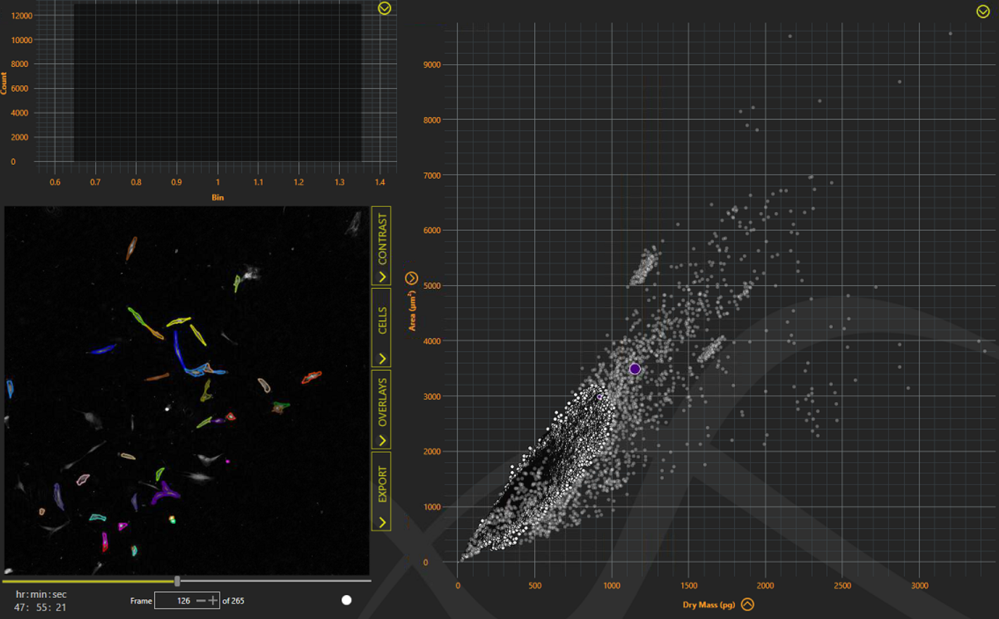 12000
10000
8000
6000
4000
2000
0
Count
0.6 0.7 0.8 0.9 1 1.1 1.2 1.3 1.4
Bin
CONTRAST
CELLS
OVERLAYS
EXPORT
hr:min:sec
47: 55: 21
Frame 126 of 265
9000
8000
7000
6000
5000
4000
3000
2000
1000
0
Area (µm²)
0 500 1000 1500 2000 2500 3000
Dry Mass (pg)